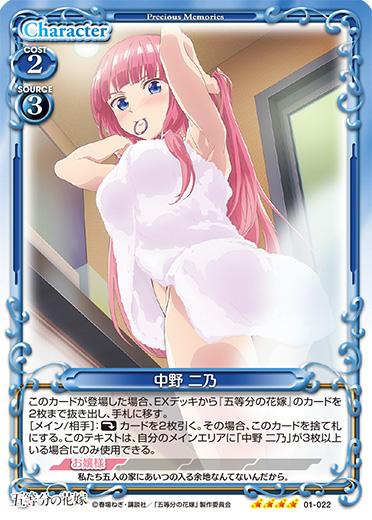 Precious Memories
Character
COST
2
SOURCE
3
中野 二乃
このカードが登場した場合、EXデッキから『五等分の花嫁』のカードを
2枚まで抜き出し、手札に移す。
[メイン/相手]: カードを2枚引く。その場合、このカードを捨て札
にする。このテキストは、自分のメインエリアに「中野 二乃」が3枚以上
いる場合にのみ使用できる。
お嬢様
私たち五人の家にあいつの入る余地なんてないんだから。
五等分の花嫁
©春場ねぎ・講談社/「五等分の花嫁」製作委員会
01-022